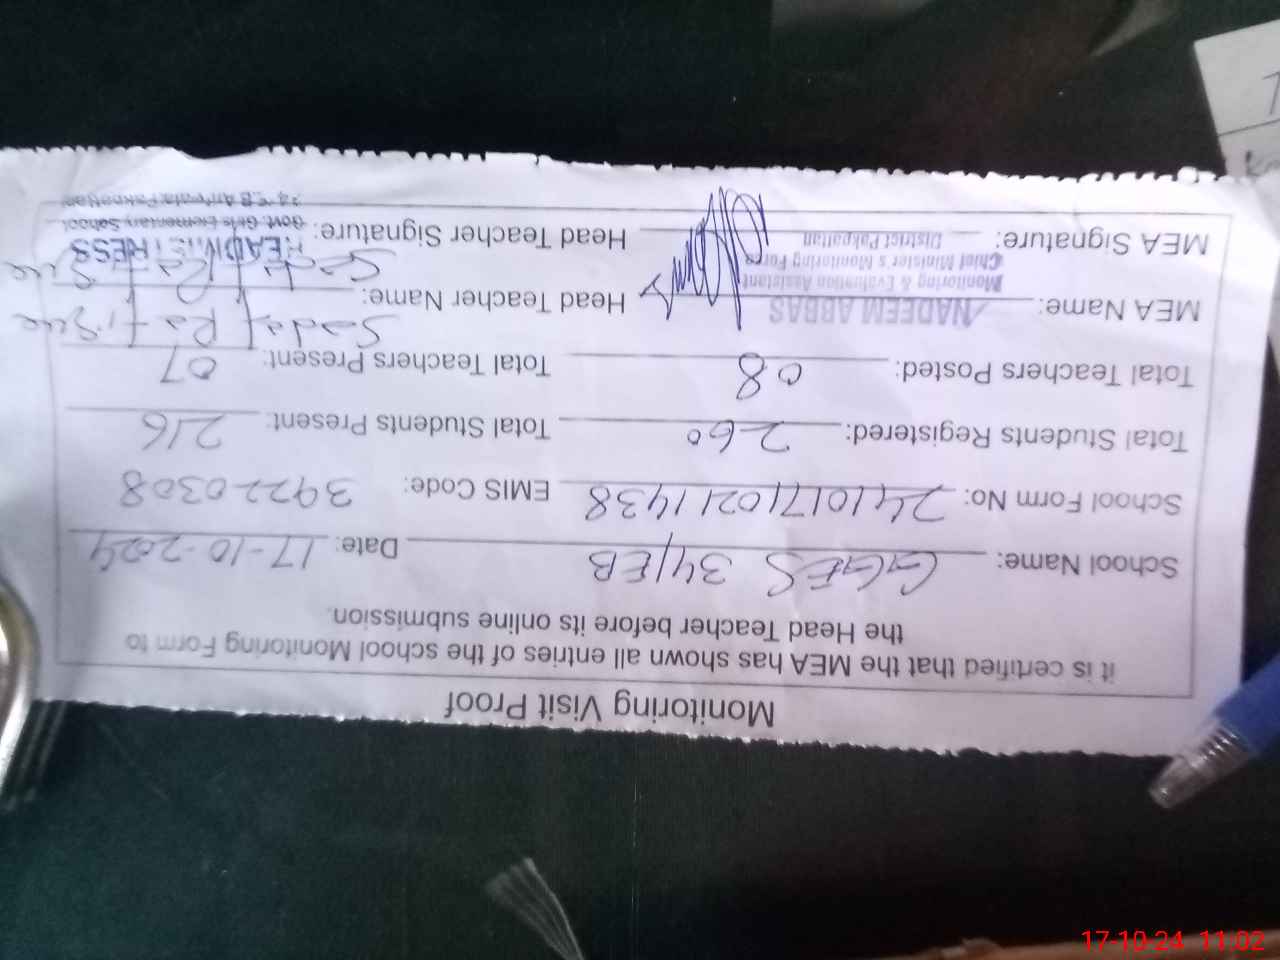 Monitoring Visit Proof
it is certified that the MEA has shown all entries of the school Monitoring Form to
the Head Teacher before its online submission.
School Name: GGES 34/EB Date: 17-10-2024
School Form No: 241017102111438 EMIS Code: 39220308
Total Students Registered: 260 Total Students Present: 216
Total Teachers Posted: 08 Total Teachers Present: 07
MEA Name: NADEEM ABBAS Head Teacher Name: Sadaf Rafique
Monitoring & Evaluation Assistant
Chief Minister's Monitoring Force
District Pakpattan
MEA Signature: Head Teacher Signature: Sadaf Rafique
HEADMISTRESS
Govt. Girls Elementary School
17-10-24 11:02